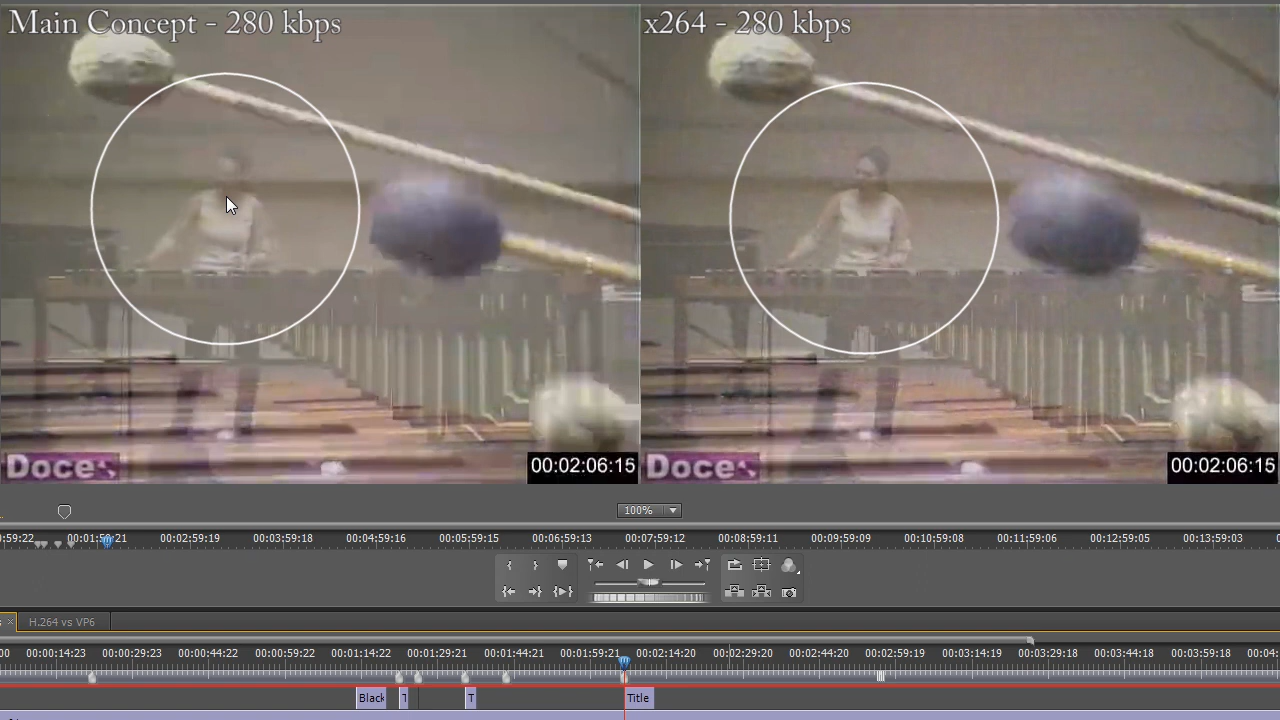 Main Concept - 280 kbps
x264 - 280 kbps
Doce
00:02:06:15
Doce
00:02:06:15
100%
:59:22 00:01:59:21 00:02:59:19 00:03:59:18 00:04:59:16 00:05:59:15 00:06:59:13 00:07:59:12 00:08:59:11 00:09:59:09 00:10:59:08 00:11:59:06 00:12:59:05 00:13:59:03
H.264 vs VP6
00 00:00:14:23 00:00:29:23 00:00:44:22 00:00:59:22 00:01:14:22 00:01:29:21 00:01:44:21 00:01:59:21 00:02:14:20 00:02:29:20 00:02:44:20 00:02:59:19 00:03:14:19 00:03:29:18 00:03:44:18 00:03:59:18 00:04:
Black T T Title